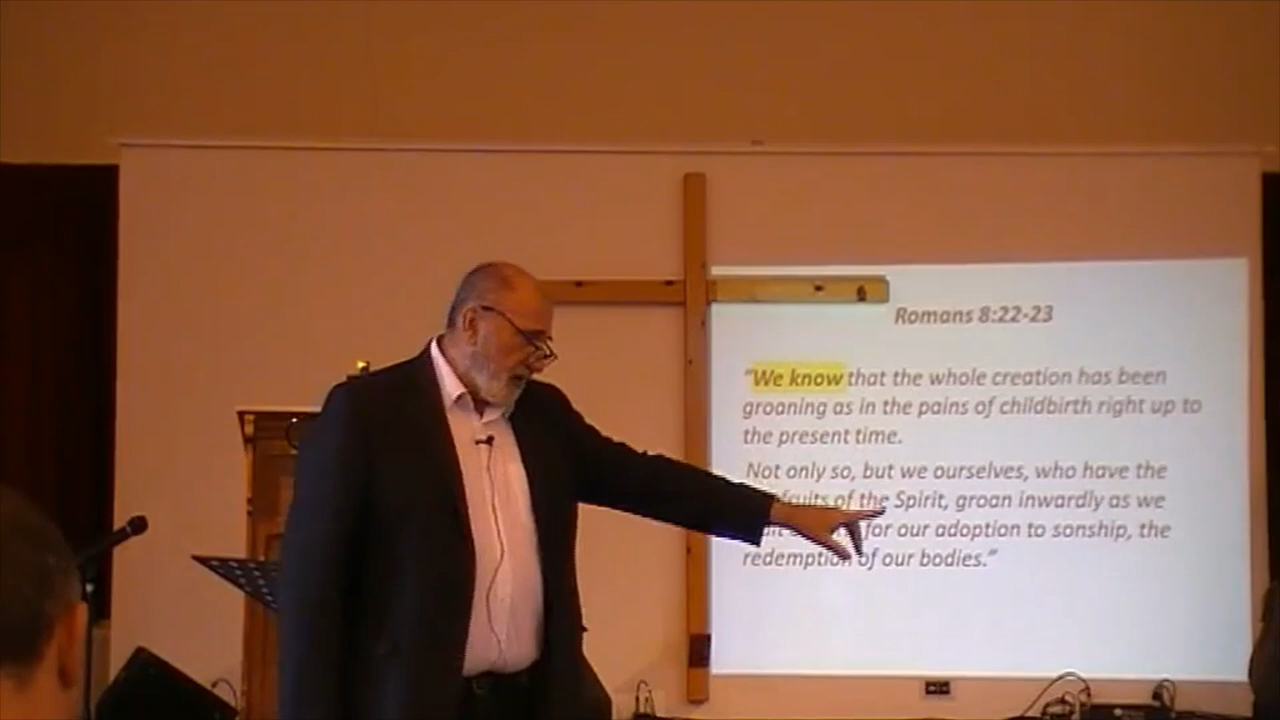 Romans 8:22-23
"We know that the whole creation has been
groaning as in the pains of childbirth right up to
the present time.
Not only so, but we ourselves, who have the
of the Spirit, groan inwardly as we
for our adoption to sonship, the
redemption of our bodies."